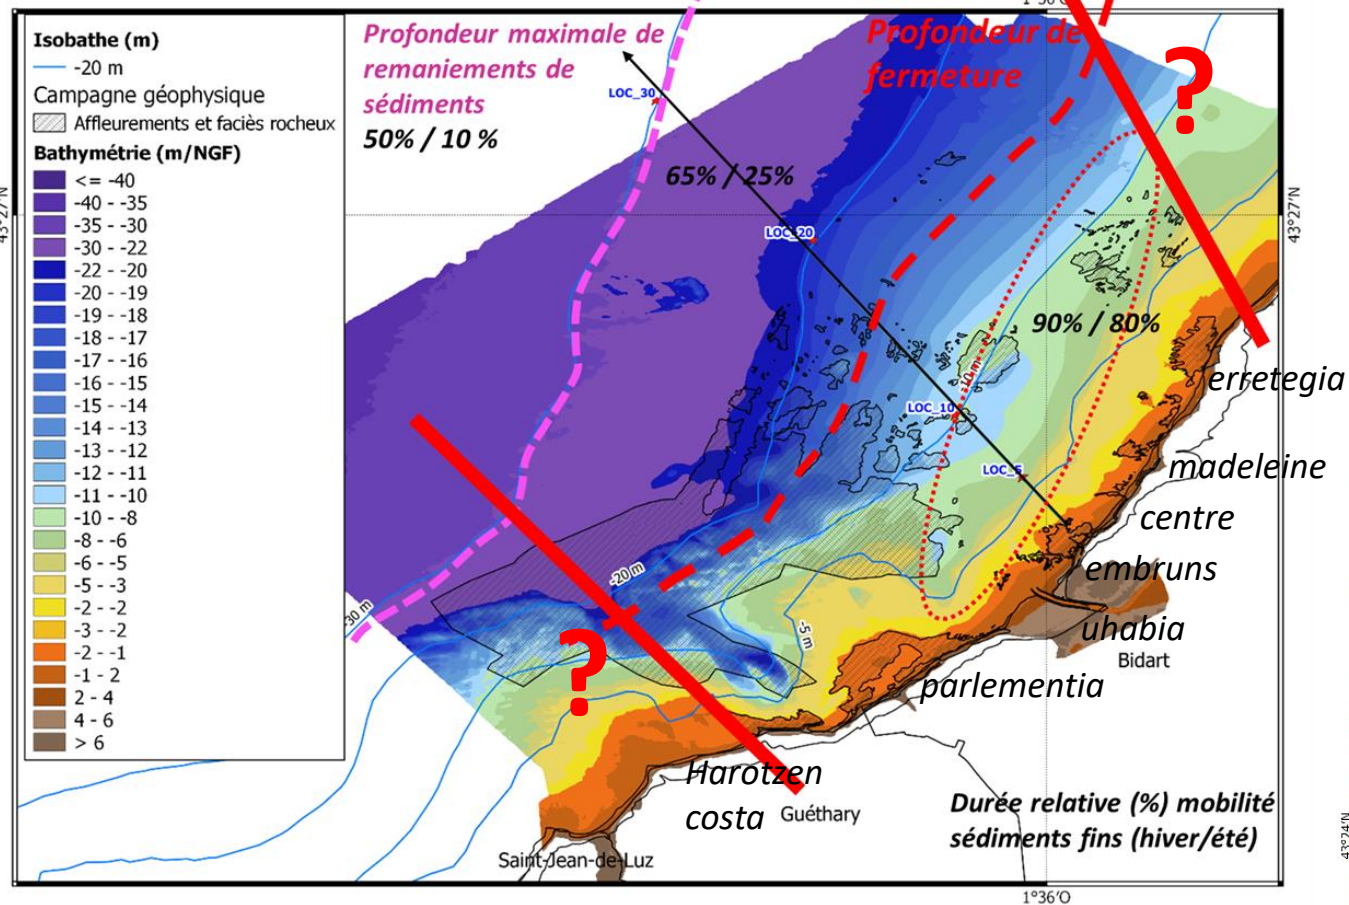 Isobathe (m)
-20 m
Campagne géophysique
Affleurements et faciès rocheux
Bathymétrie (m/NGF)
<= -40
-40 - -35
-35 - -30
-30 - -22
-22 - -20
-20 - -19
-19 - -18
-18 - -17
-17 - -16
-16 - -15
-15 - -14
-14 - -13
-13 - -12
-12 - -11
-11 - -10
-10 - -8
-8 - -6
-6 - -5
-5 - -3
-2 - -2
-3 - -2
-2 - -1
-1 - 2
2 - 4
4 - 6
> 6
Profondeur maximale de
remaniements de
sédiments
50% / 10 %
Profondeur de
fermeture
?
LOC_30
65% / 25%
LOC_20
43°27'N
43°27'N
90% / 80%
-10 m
LOC_10
LOC_5
erretegia
madeleine
centre
embruns
uhabia
Bidart
parlementia
-20 m
-30 m
-5 m
?
Harotzen
costa
Guéthary
Saint-Jean-de-Luz
Durée relative (%) mobilité
sédiments fins (hiver/été)
43°24'N
1°36'O